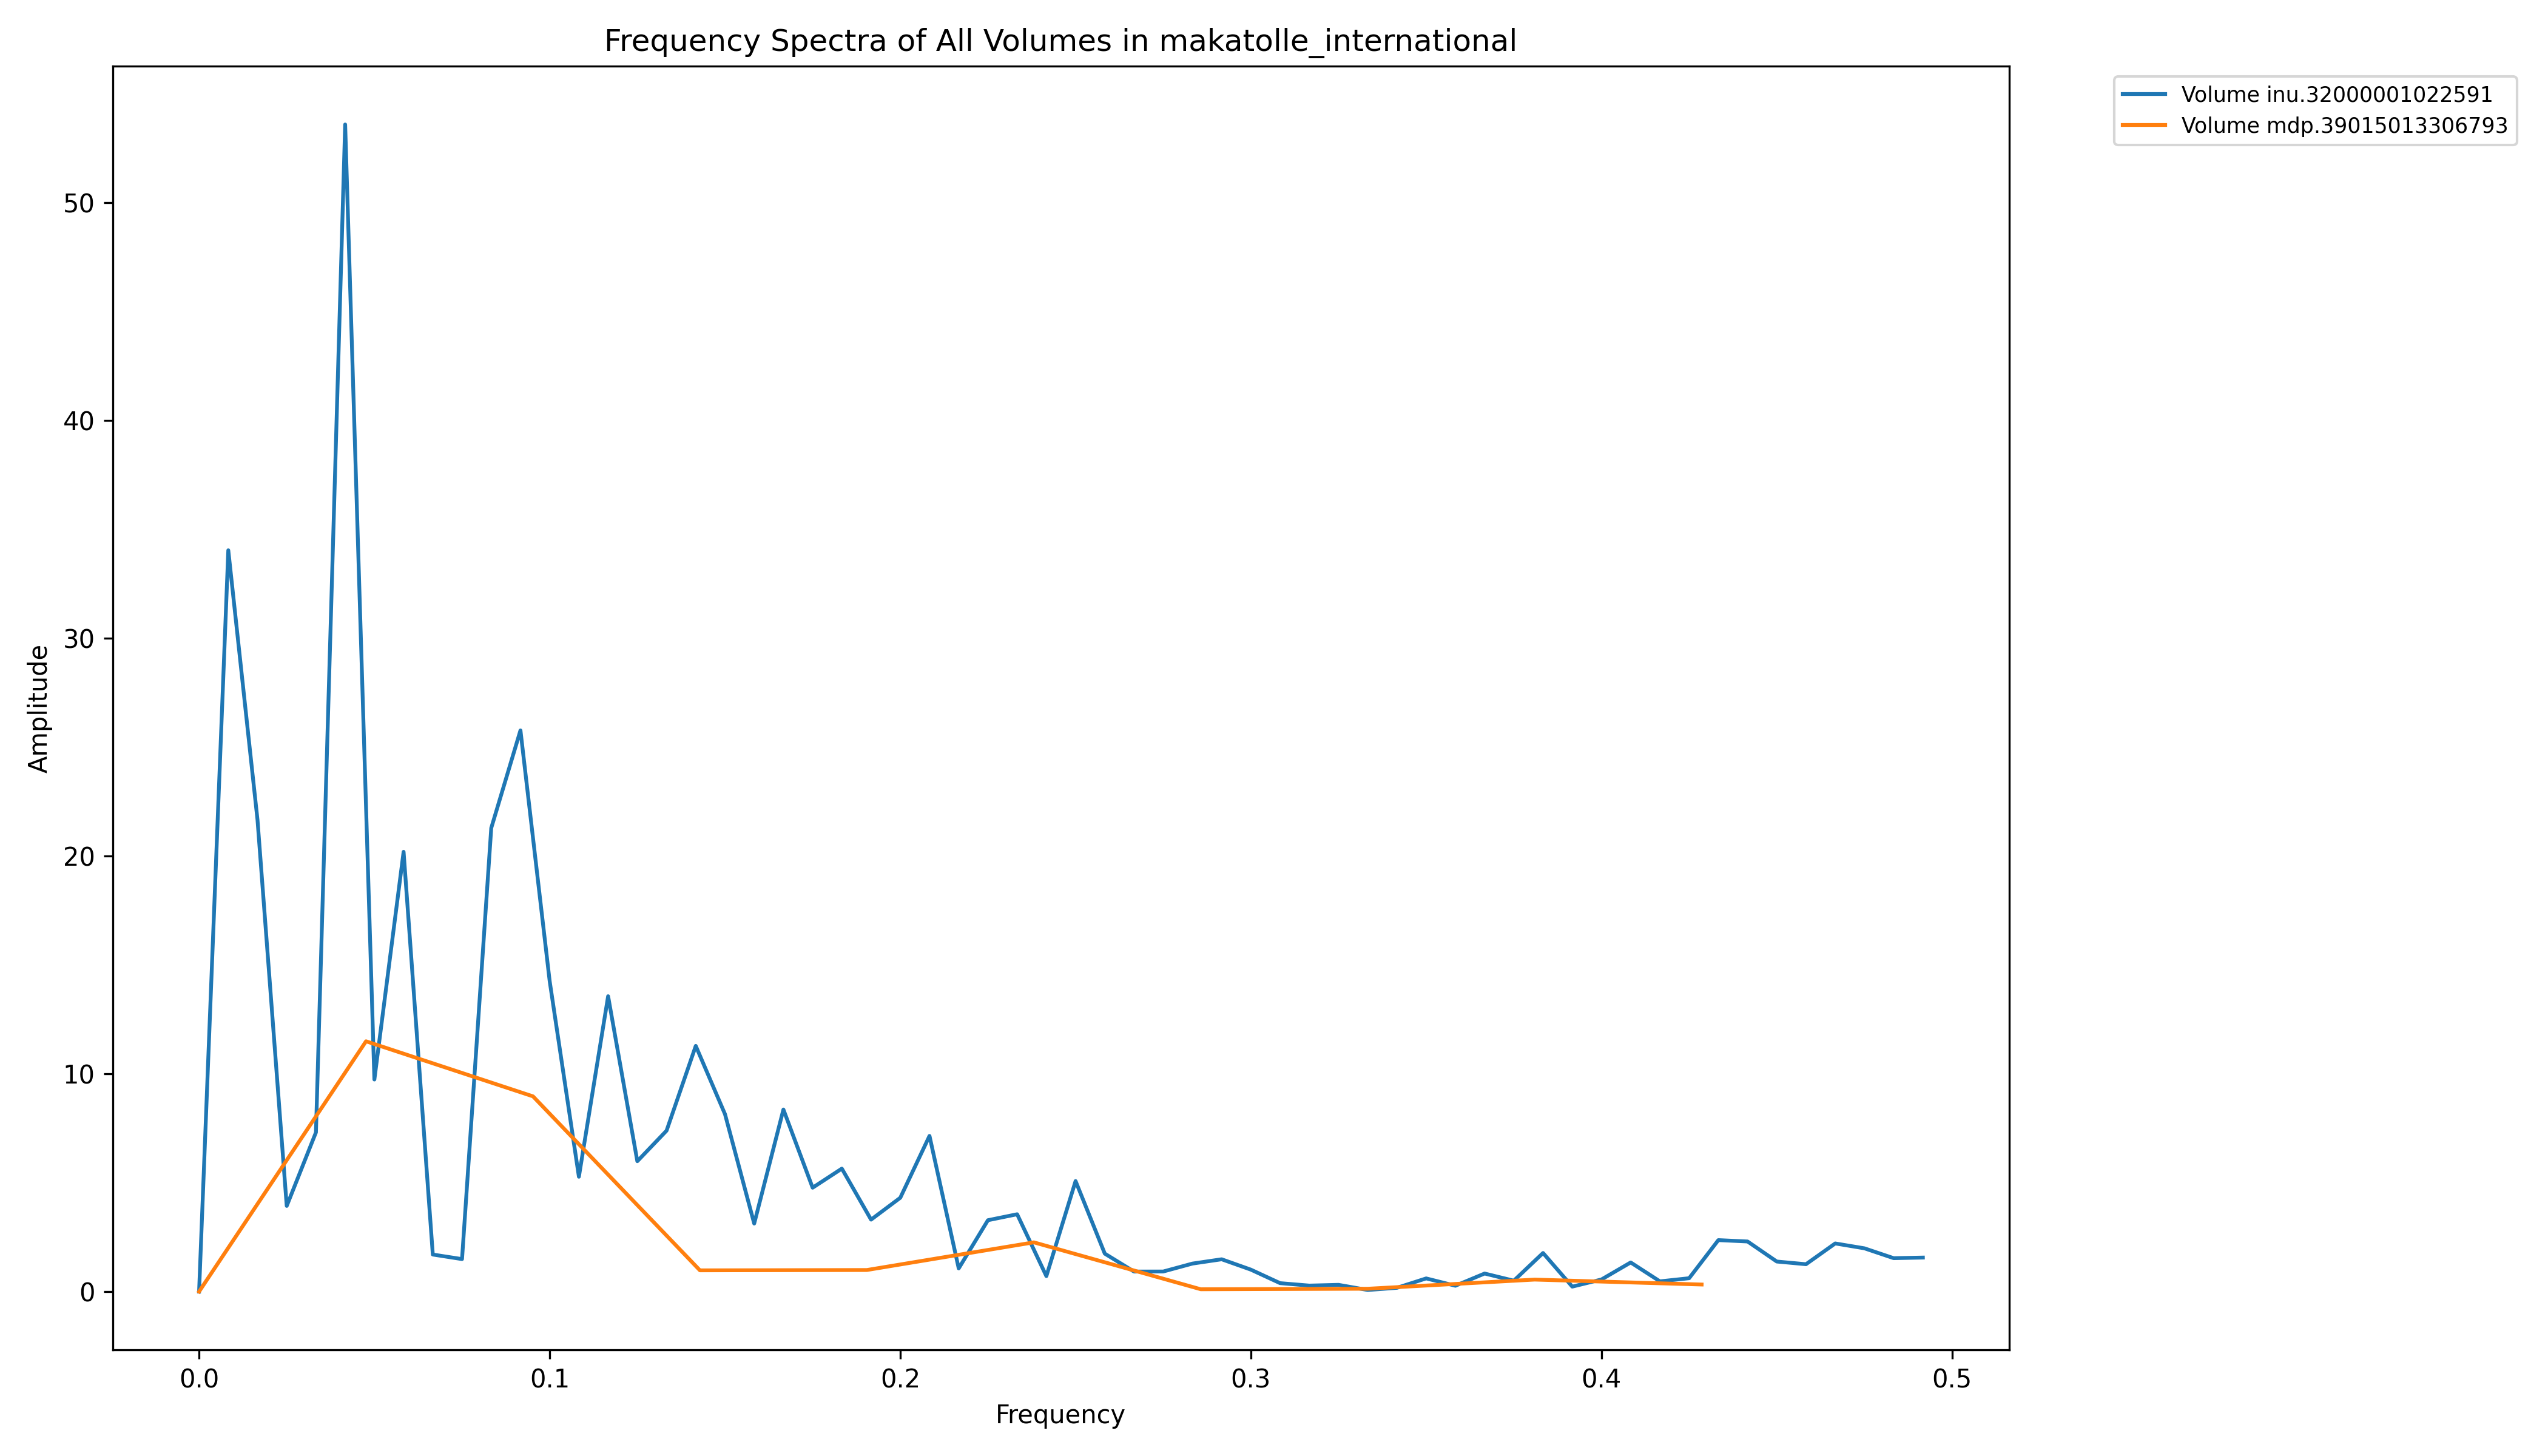 Frequency Spectra of All Volumes in makatolle_international
Volume inu.32000001022591
Volume mdp.39015013306793
50
40
30
20
10
0
Amplitude
0.0 0.1 0.2 0.3 0.4 0.5
Frequency